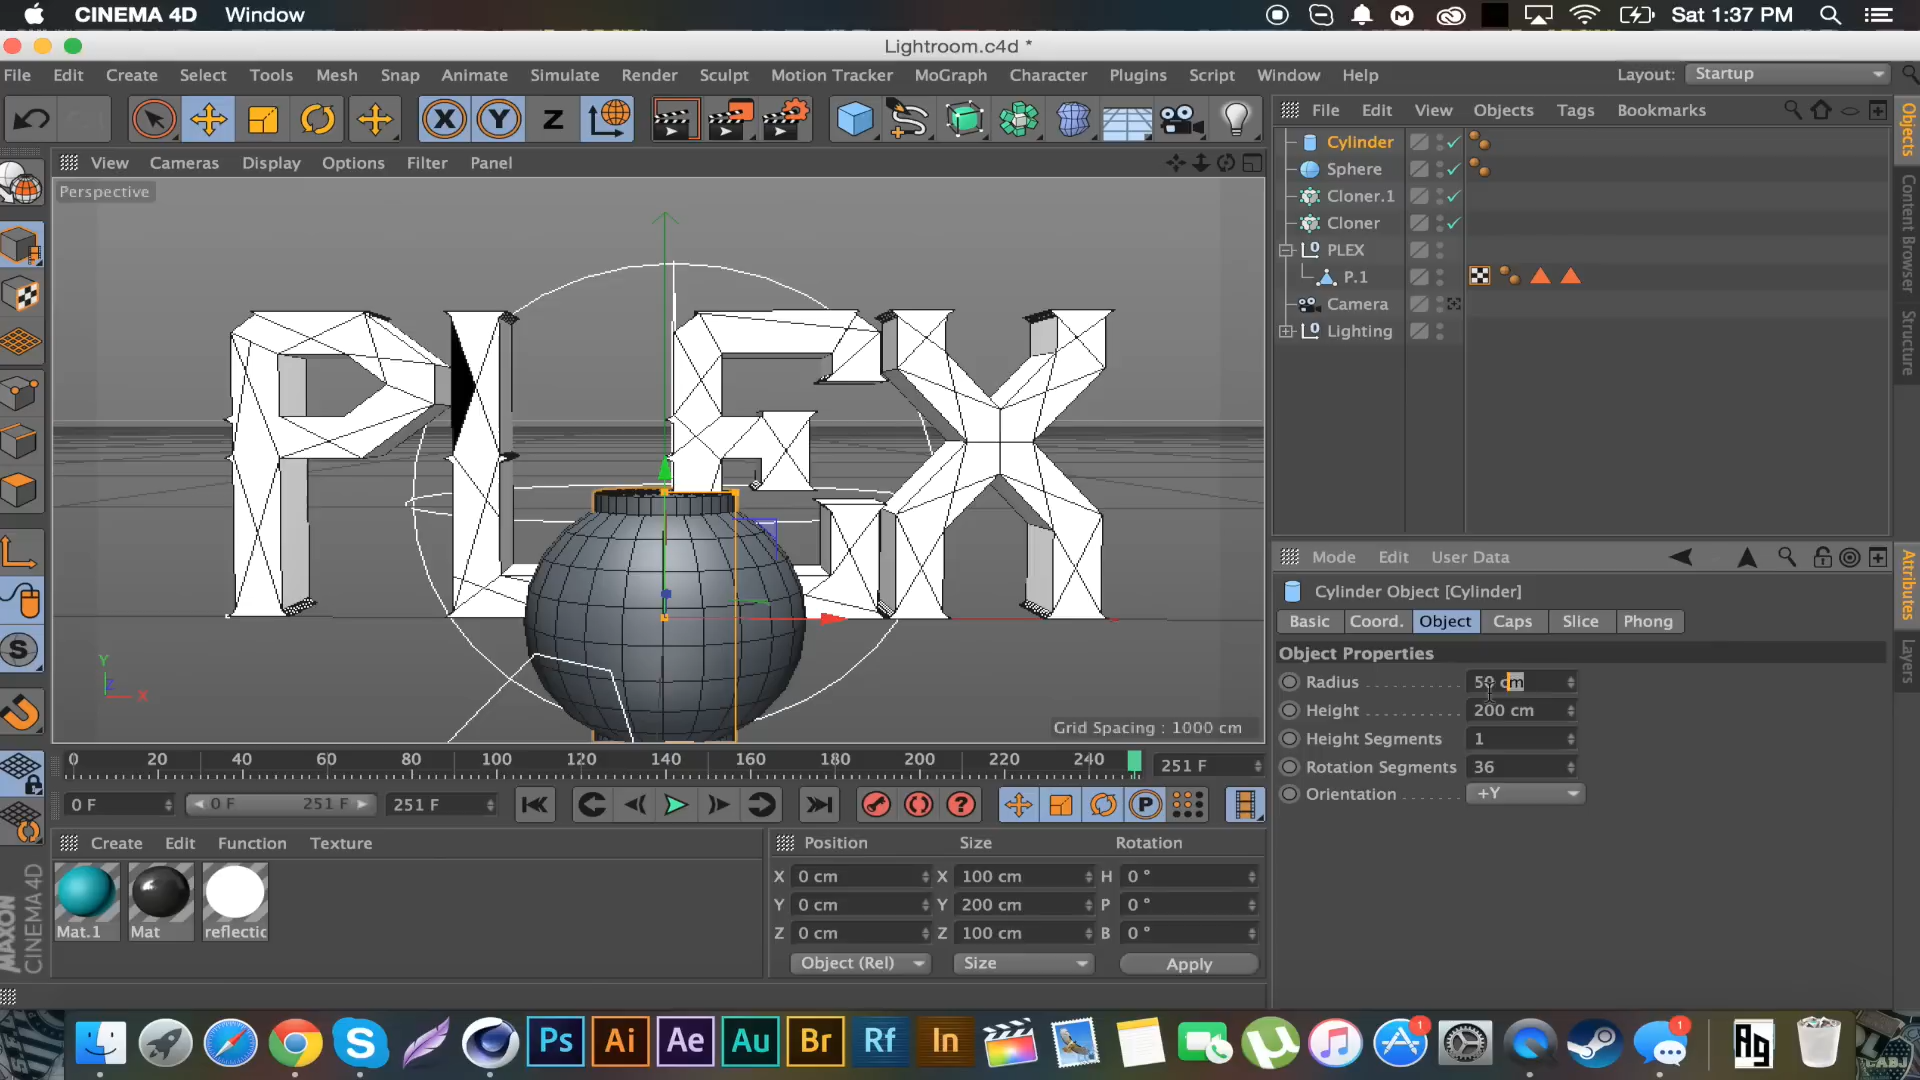 CINEMA 4D Window Sat 1:37 PM
Lightroom.c4d *
File Edit Create Select Tools Mesh Snap Animate Simulate Render Sculpt Motion Tracker MoGraph Character Plugins Script Window Help Layout: Startup
X Y Z
View Cameras Display Options Filter Panel
Perspective
PLEX
Y
X
Grid Spacing : 1000 cm
File Edit View Objects Tags Bookmarks
Cylinder
Sphere
Cloner.1
Cloner
PLEX
P.1
Camera
Lighting
Objects
Content Browser
Structure
Mode Edit User Data
Cylinder Object [Cylinder]
Basic Coord. Object Caps Slice Phong
Object Properties
Radius 50 cm
Height 200 cm
Height Segments 1
Rotation Segments 36
Orientation +Y
Attributes
Layers
0 20 40 60 80 100 120 140 160 180 200 220 240 251 F
0 F 0 F 251 F 251 F
P
Create Edit Function Texture
Mat.1 Mat reflectic
Position Size Rotation
X 0 cm X 100 cm H 0 °
Y 0 cm Y 200 cm P 0 °
Z 0 cm Z 100 cm B 0 °
Object (Rel) Size Apply
MAXON
CINEMA 4D
Ps Ai Ae Au Br Rf In
1
1
Ag